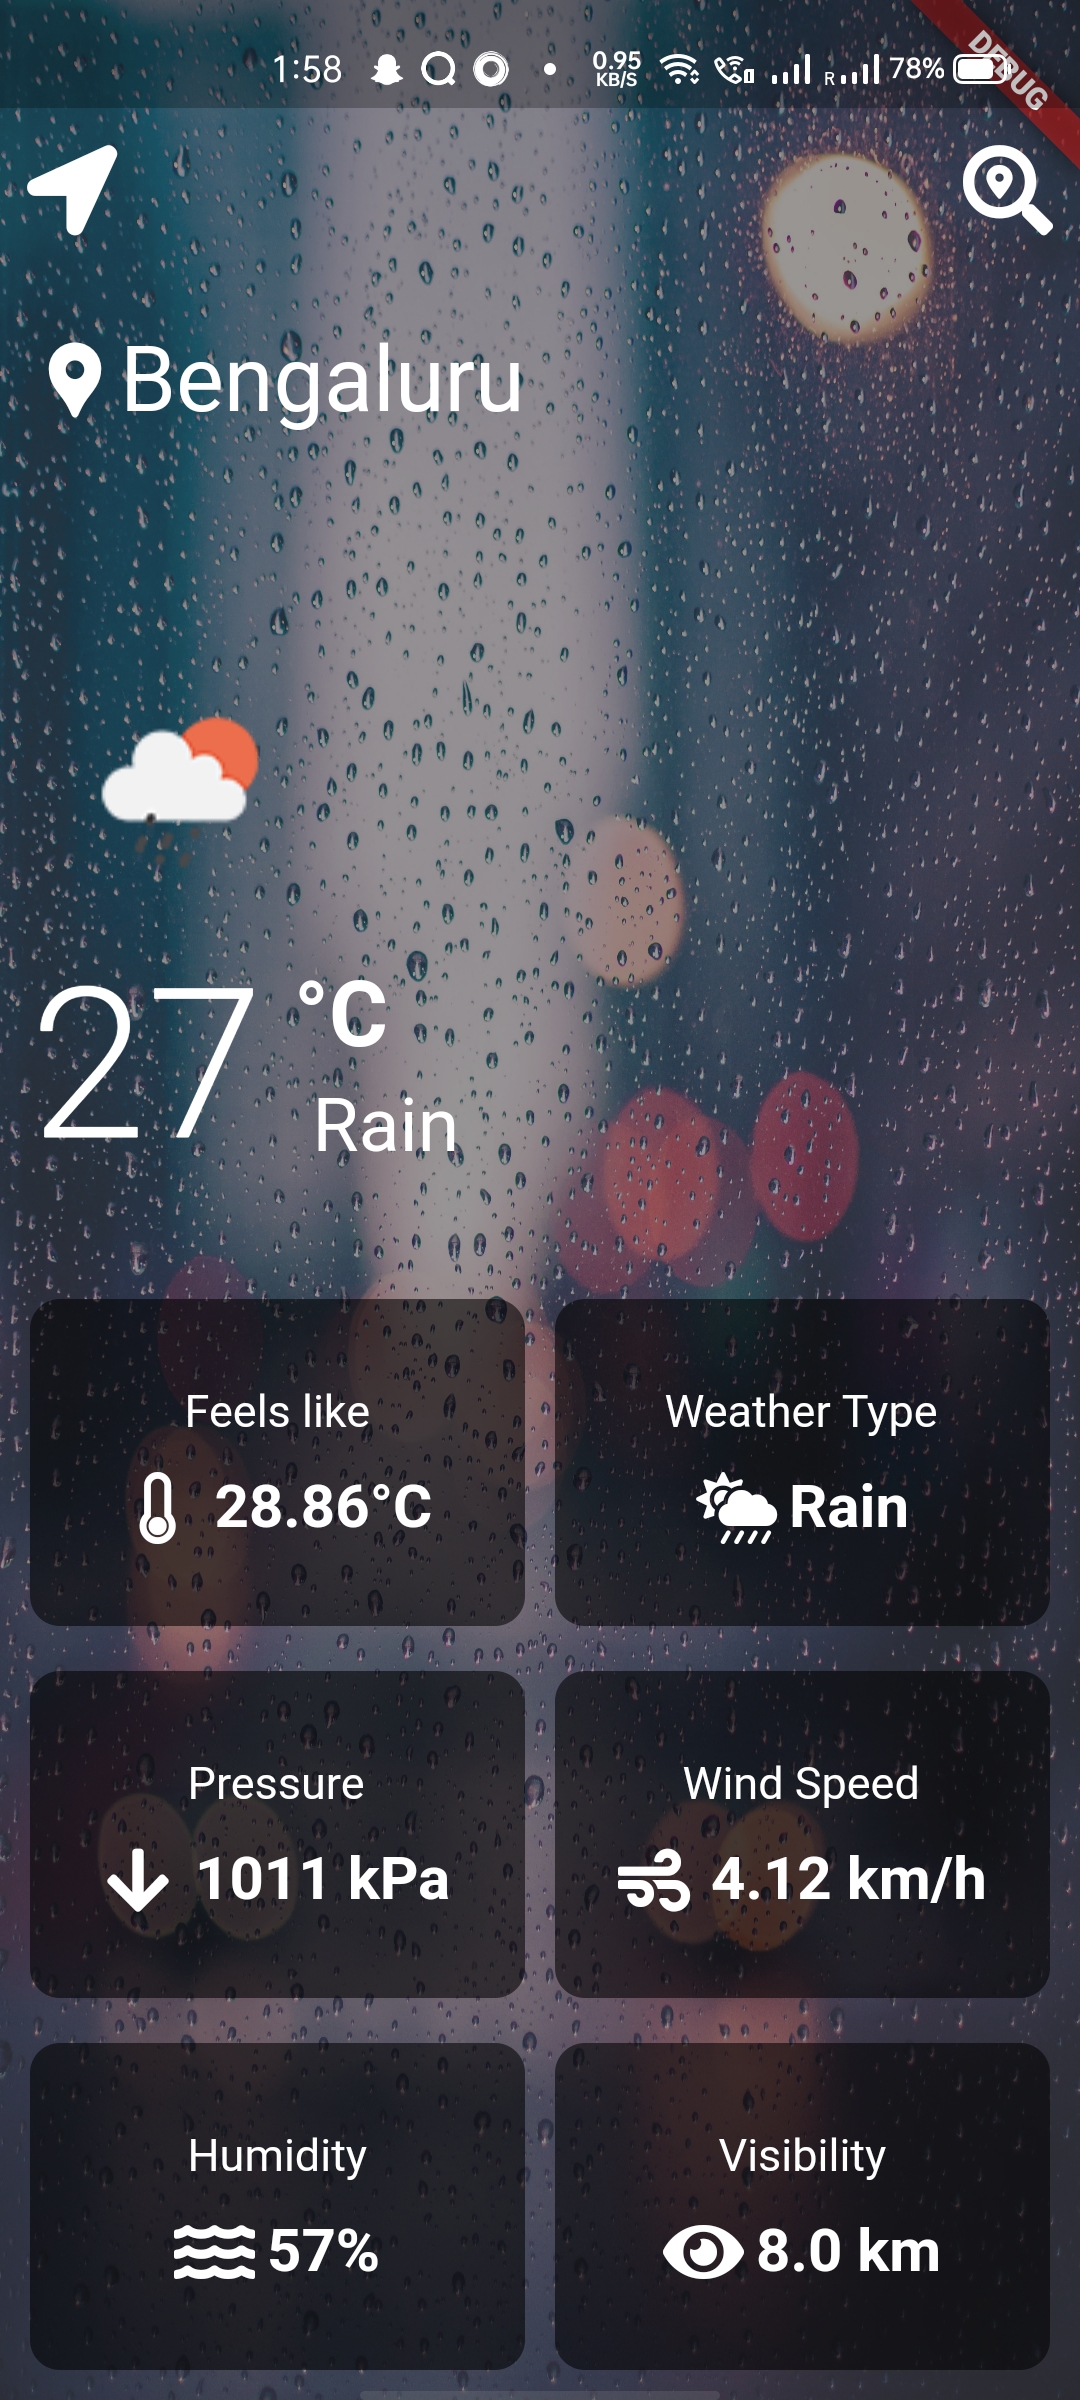 1:58 0.95 KB/S R 78%
DEBUG
Bengaluru
27 °C
Rain
Feels like
28.86°C
Weather Type
Rain
Pressure
1011 kPa
Wind Speed
4.12 km/h
Humidity
57%
Visibility
8.0 km